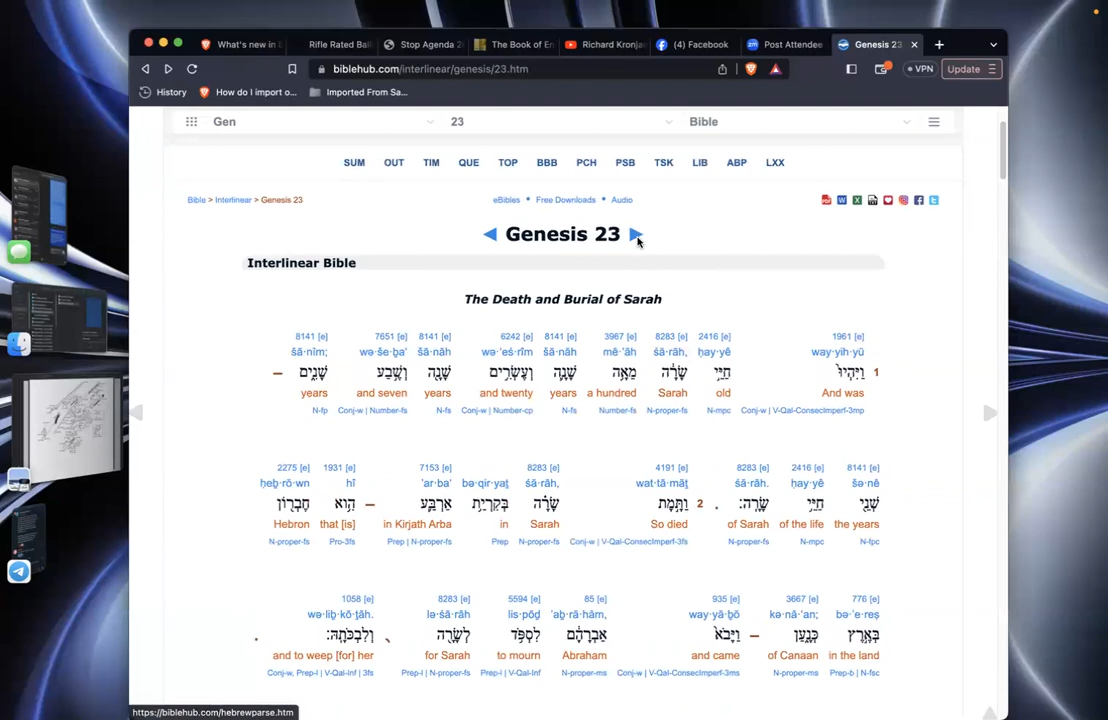 What's new in B
Rifle Rated Ball
Stop Agenda 2
The Book of En
Richard Kronja
(4) Facebook
Post Attendee
Genesis 23
biblehub.com/interlinear/genesis/23.htm
VPN
Update
History
How do I import o...
Imported From Sa...
Gen
23
Bible
SUM OUT TIM QUE TOP BBB PCH PSB TSK LIB ABP LXX
Bible > Interlinear > Genesis 23
eBibles • Free Downloads • Audio
◄ Genesis 23 ►
Interlinear Bible
The Death and Burial of Sarah
8141 [e] 7651 [e] 8141 [e] 6242 [e] 8141 [e] 3967 [e] 8283 [e] 2416 [e] 1961 [e]
šā·nîm; wə·še·ḇa‘ šā·nāh wə·‘eś·rîm šā·nāh mê·’āh śā·rāh, ḥay·yê way·yih·yū
– שָׁנִ֑ים וְשֶׁ֣בַע שָׁנָ֖ה וְעֶשְׂרִ֥ים שָׁנָ֛ה מֵאָ֥ה שָׂרָ֔ה חַיֵּ֣י וַיִּהְיוּ֙ 1
years and seven years and twenty years a hundred Sarah old And was
N-fp Conj-w | Number-fs N-fs Conj-w | Number-cp N-fs Number-fs N-proper-fs N-mpc Conj-w | V-Qal-ConsecImperf-3mp
2275 [e] 1931 [e] 7153 [e] 8283 [e] 4191 [e] 8283 [e] 2416 [e] 8141 [e]
ḥeḇ·rō·wn hî ’ar·ba‘ bə·qir·yaṯ śā·rāh, wat·tā·māṯ śā·rāh. ḥay·yê šə·nê
חֶבְר֖וֹן הִ֥וא – אַרְבַּ֛ע בְּקִרְיַ֥ת שָׂרָ֗ה וַתָּ֣מָת 2 . שָׂרָֽה׃ חַיֵּ֥י שְׁנֵ֖י
Hebron that [is] in Kirjath Arba in Sarah So died of Sarah of the life the years
N-proper-fs Pro-3fs Prep | N-proper-fs Prep N-proper-fs Conj-w | V-Qal-ConsecImperf-3fs N-proper-fs N-mpc N-fpc
1058 [e] 8283 [e] 5594 [e] 85 [e] 935 [e] 3667 [e] 776 [e]
wə·liḇ·kō·ṯāh. lə·śā·rāh lis·pōḏ ’aḇ·rā·hām, way·yā·ḇō kə·nā·‘an; bə·’e·reṣ
. וְלִבְכֹּתָֽהּ׃ 、 לְשָׂרָ֖ה לִסְפֹּ֥ד אַבְרָהָ֔ם וַיָּבֹא֙ – כְּנָ֑עַן בְּאֶ֣רֶץ
and to weep [for] her for Sarah to mourn Abraham and came of Canaan in the land
Conj-w, Prep-l | V-Qal-Inf | 3fs Prep-l | N-proper-fs Prep-l | V-Qal-Inf N-proper-ms Conj-w | V-Qal-ConsecImperf-3ms N-proper-ms Prep-b | N-fsc
https://biblehub.com/hebrewparse.htm